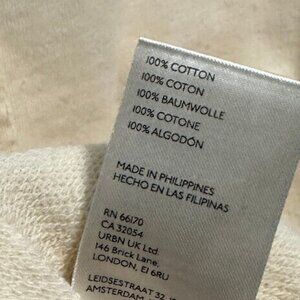 100% COTTON
100% COTON
100% BAUMWOLLE
100% COTONE
100% ALGODÓN
MADE IN PHILIPPINES
HECHO EN LAS FILIPINAS
RN 66170
CA 32054
URBN UK Ltd.
146 Brick Lane,
LONDON, E1 6RU
LEIDSESTRAAT 32,
AMSTERDAM